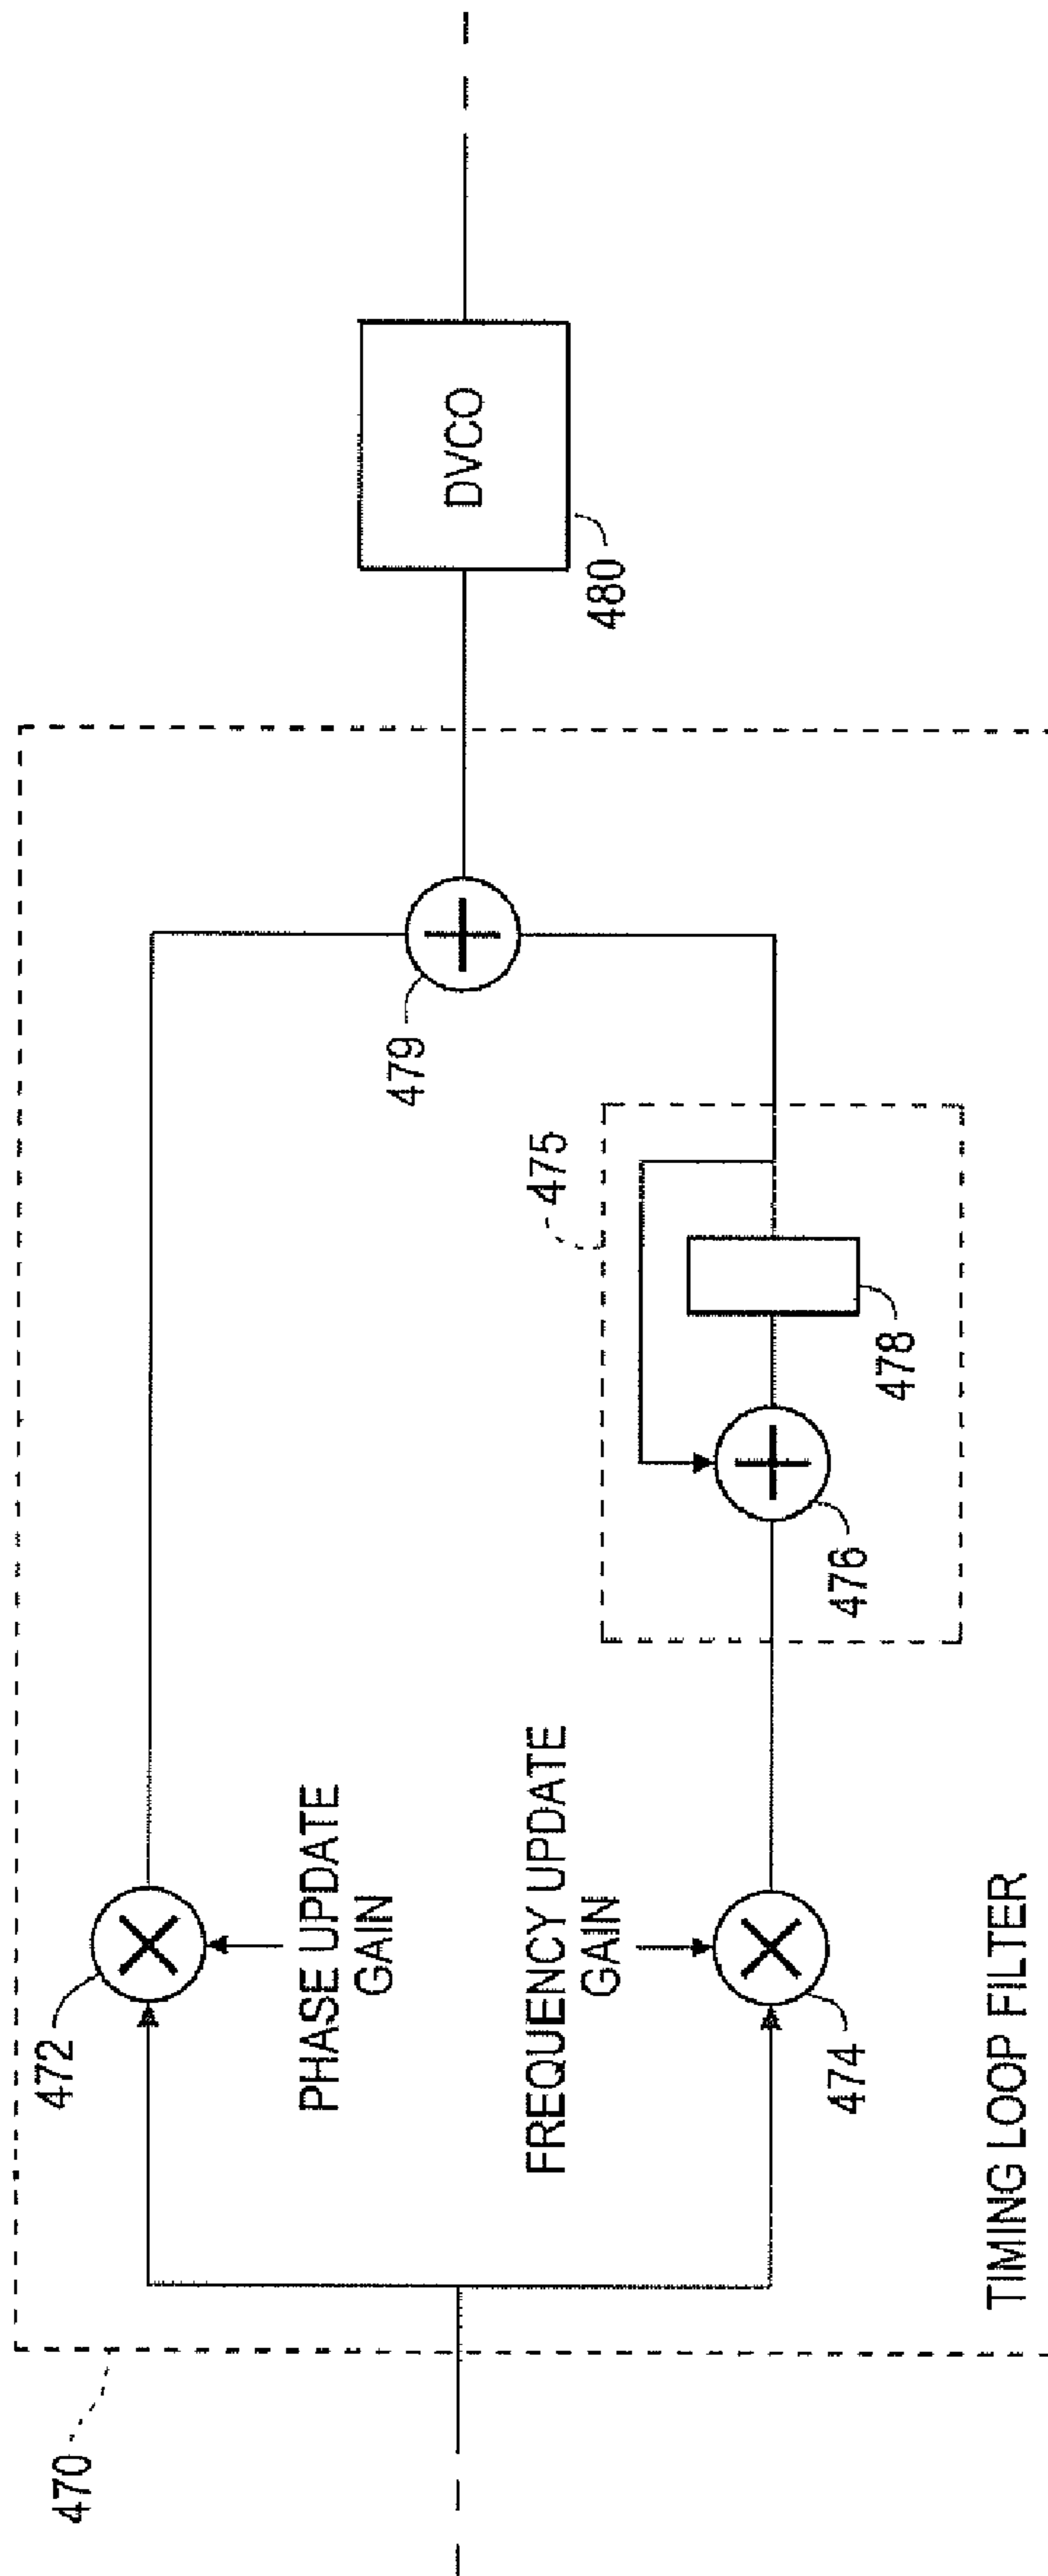 470
472
PHASE UPDATE
GAIN
FREQUENCY UPDATE
GAIN
474
TIMING LOOP FILTER
475
476
478
479
DVCO
480